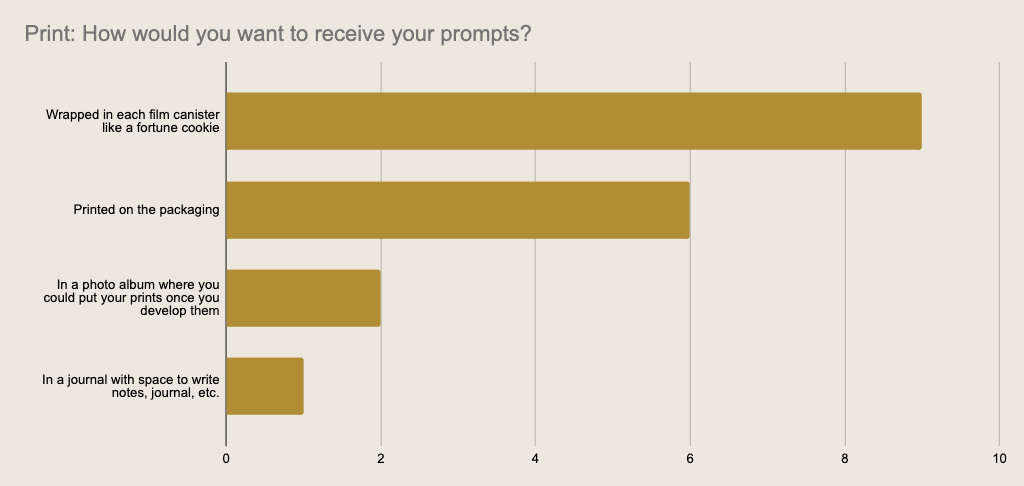 Print: How would you want to receive your prompts?
Wrapped in each film canister
like a fortune cookie
Printed on the packaging
In a photo album where you
could put your prints once you
develop them
In a journal with space to write
notes, journal, etc.
0
2
4
6
8
10